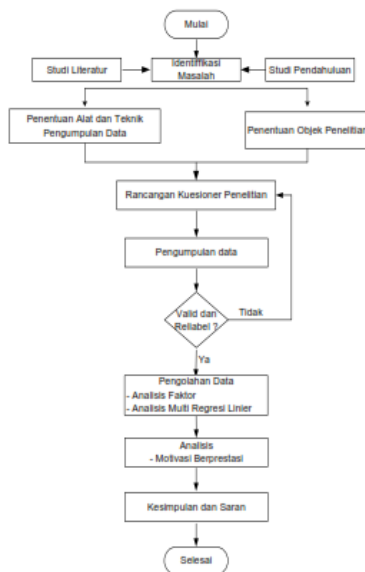 Mulai
Studi Literatur
Identifikasi
Masalah
Studi Pendahuluan
Penentuan Alat dan Teknik
Pengumpulan Data
Penentuan Objek Penelitian
Rancangan Kuesioner Penelitian
Pengumpulan data
Valid dan
Reliabel ?
Tidak
Ya
Pengolahan Data
- Analisis Faktor
- Analisis Multi Regresi Linier
Analisis
- Motivasi Berprestasi
Kesimpulan dan Saran
Selesai